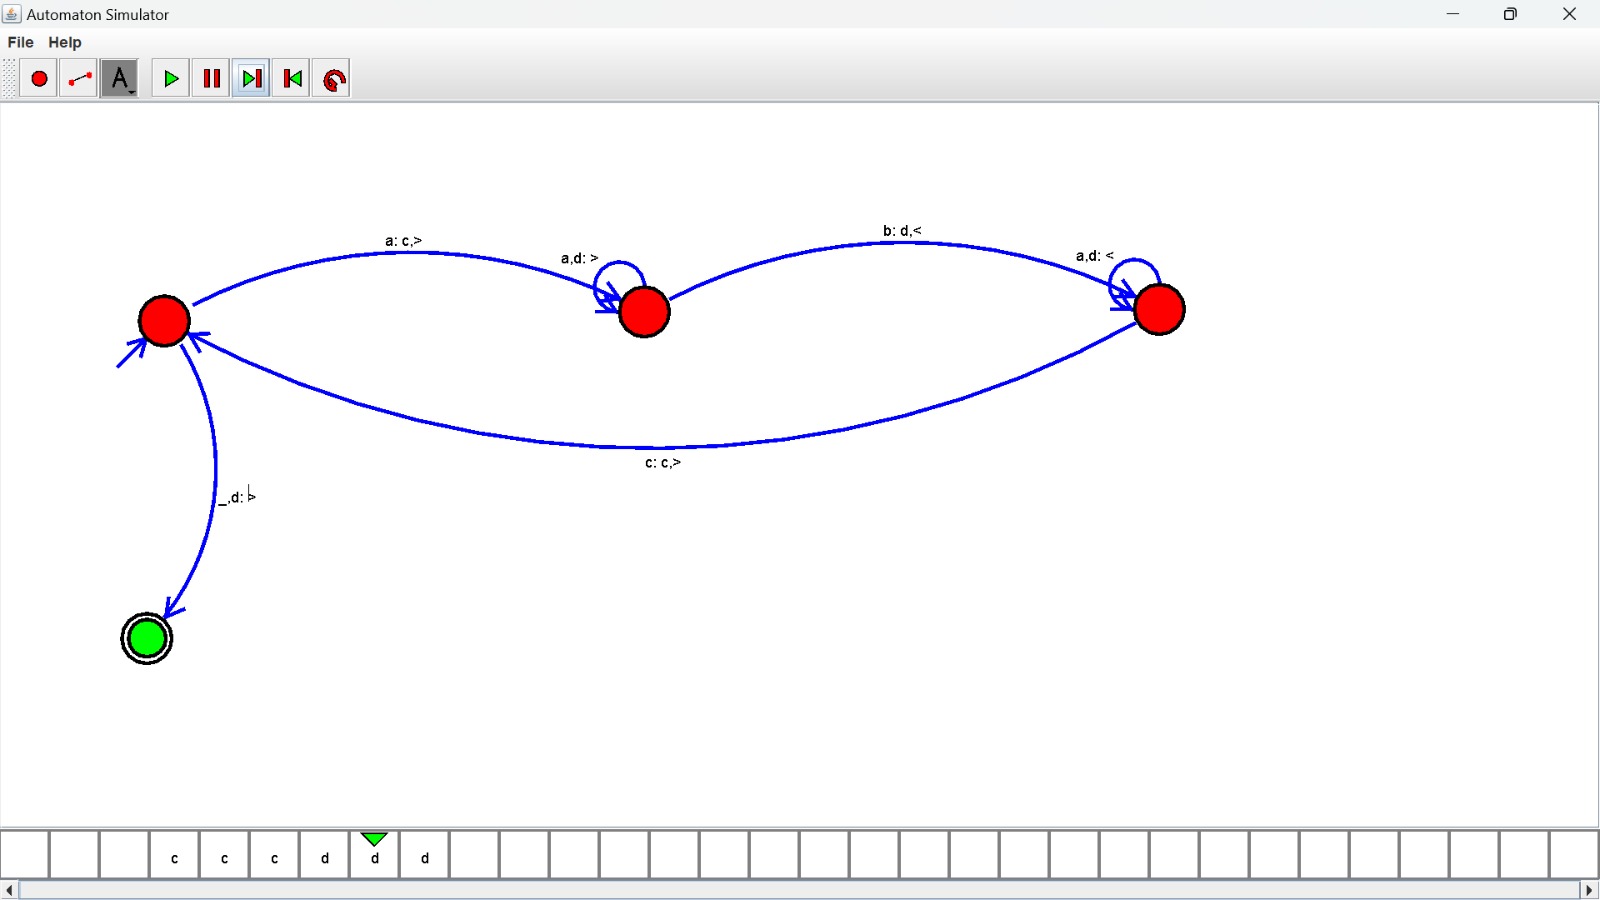 Automaton Simulator
File Help
A
b: d,<
a: c,>
a,d: >
a,d: <
c: c,>
_,d: >
c c c d d d